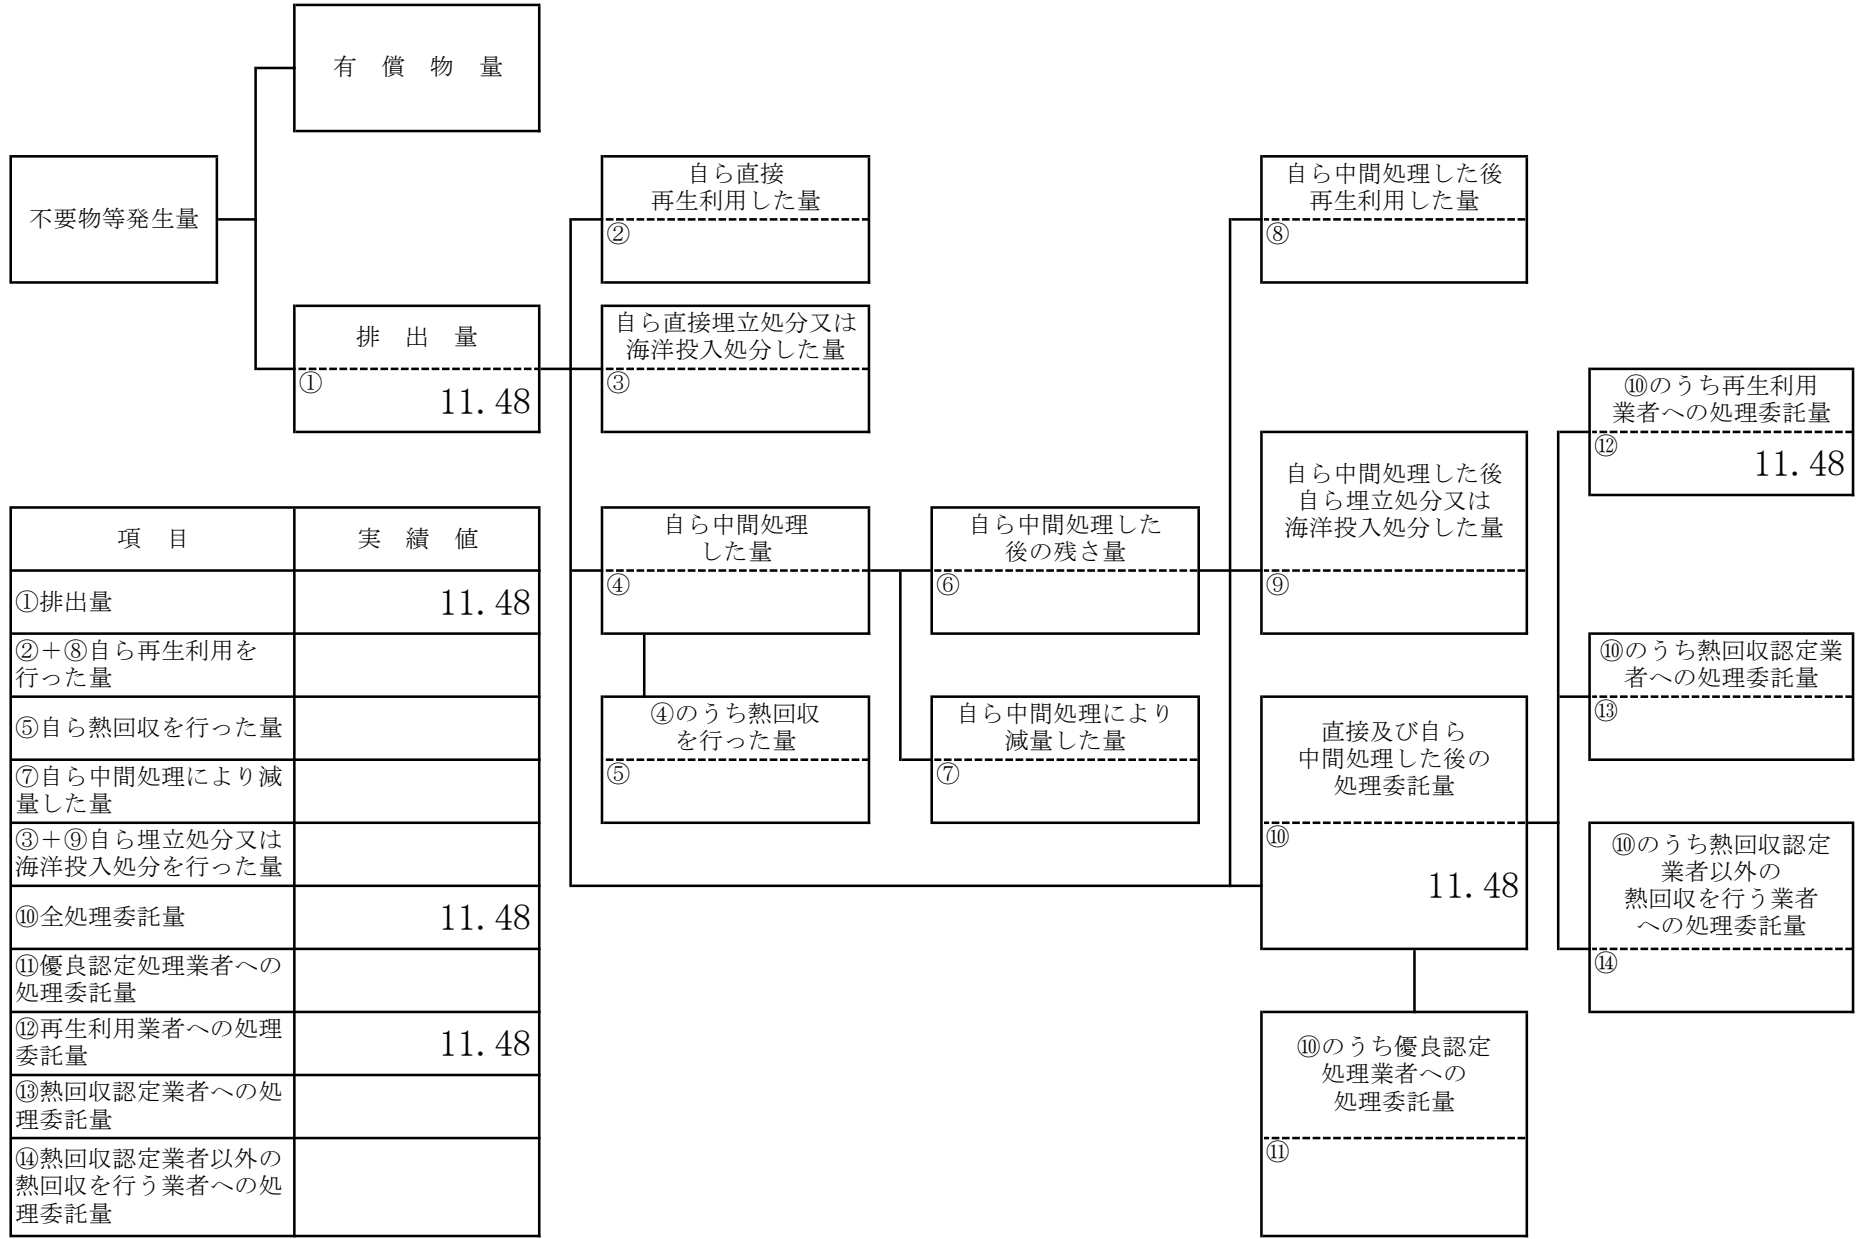 有　償　物　量
不要物等発生量
排　出　量
①
11.48
自ら直接
再生利用した量
②
自ら直接埋立処分又は
海洋投入処分した量
③
自ら中間処理
した量
④
④のうち熱回収
を行った量
⑤
自ら中間処理した
後の残さ量
⑥
自ら中間処理により
減量した量
⑦
自ら中間処理した後
再生利用した量
⑧
自ら中間処理した後
自ら埋立処分又は
海洋投入処分した量
⑨
直接及び自ら
中間処理した後の
処理委託量
⑩
11.48
⑩のうち優良認定
処理業者への
処理委託量
⑪
⑩のうち再生利用
業者への処理委託量
⑫
11.48
⑩のうち熱回収認定業
者への処理委託量
⑬
⑩のうち熱回収認定
業者以外の
熱回収を行う業者
への処理委託量
⑭
項　目　実　績　値
①排出量　11.48
②＋⑧自ら再生利用を
行った量
⑤自ら熱回収を行った量
⑦自ら中間処理により減
量した量
③＋⑨自ら埋立処分又は
海洋投入処分を行った量
⑩全処理委託量　11.48
⑪優良認定処理業者への
処理委託量
⑫再生利用業者への処理
委託量　11.48
⑬熱回収認定業者への処
理委託量
⑭熱回収認定業者以外の
熱回収を行う業者への処
理委託量